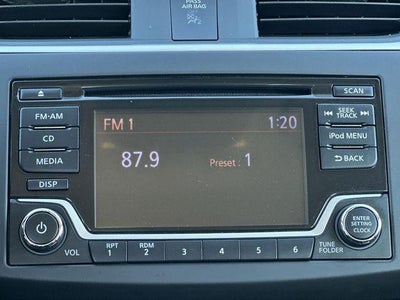 PASS
AIR BAG
SCAN
FM 1
1:20
FM·AM
SEEK
TRACK
CD
iPod MENU
87.9
Preset : 1
MEDIA
BACK
DISP
ENTER
SETTING
CLOCK
VOL
RPT
1
RDM
2
3
4
5
6
TUNE
FOLDER